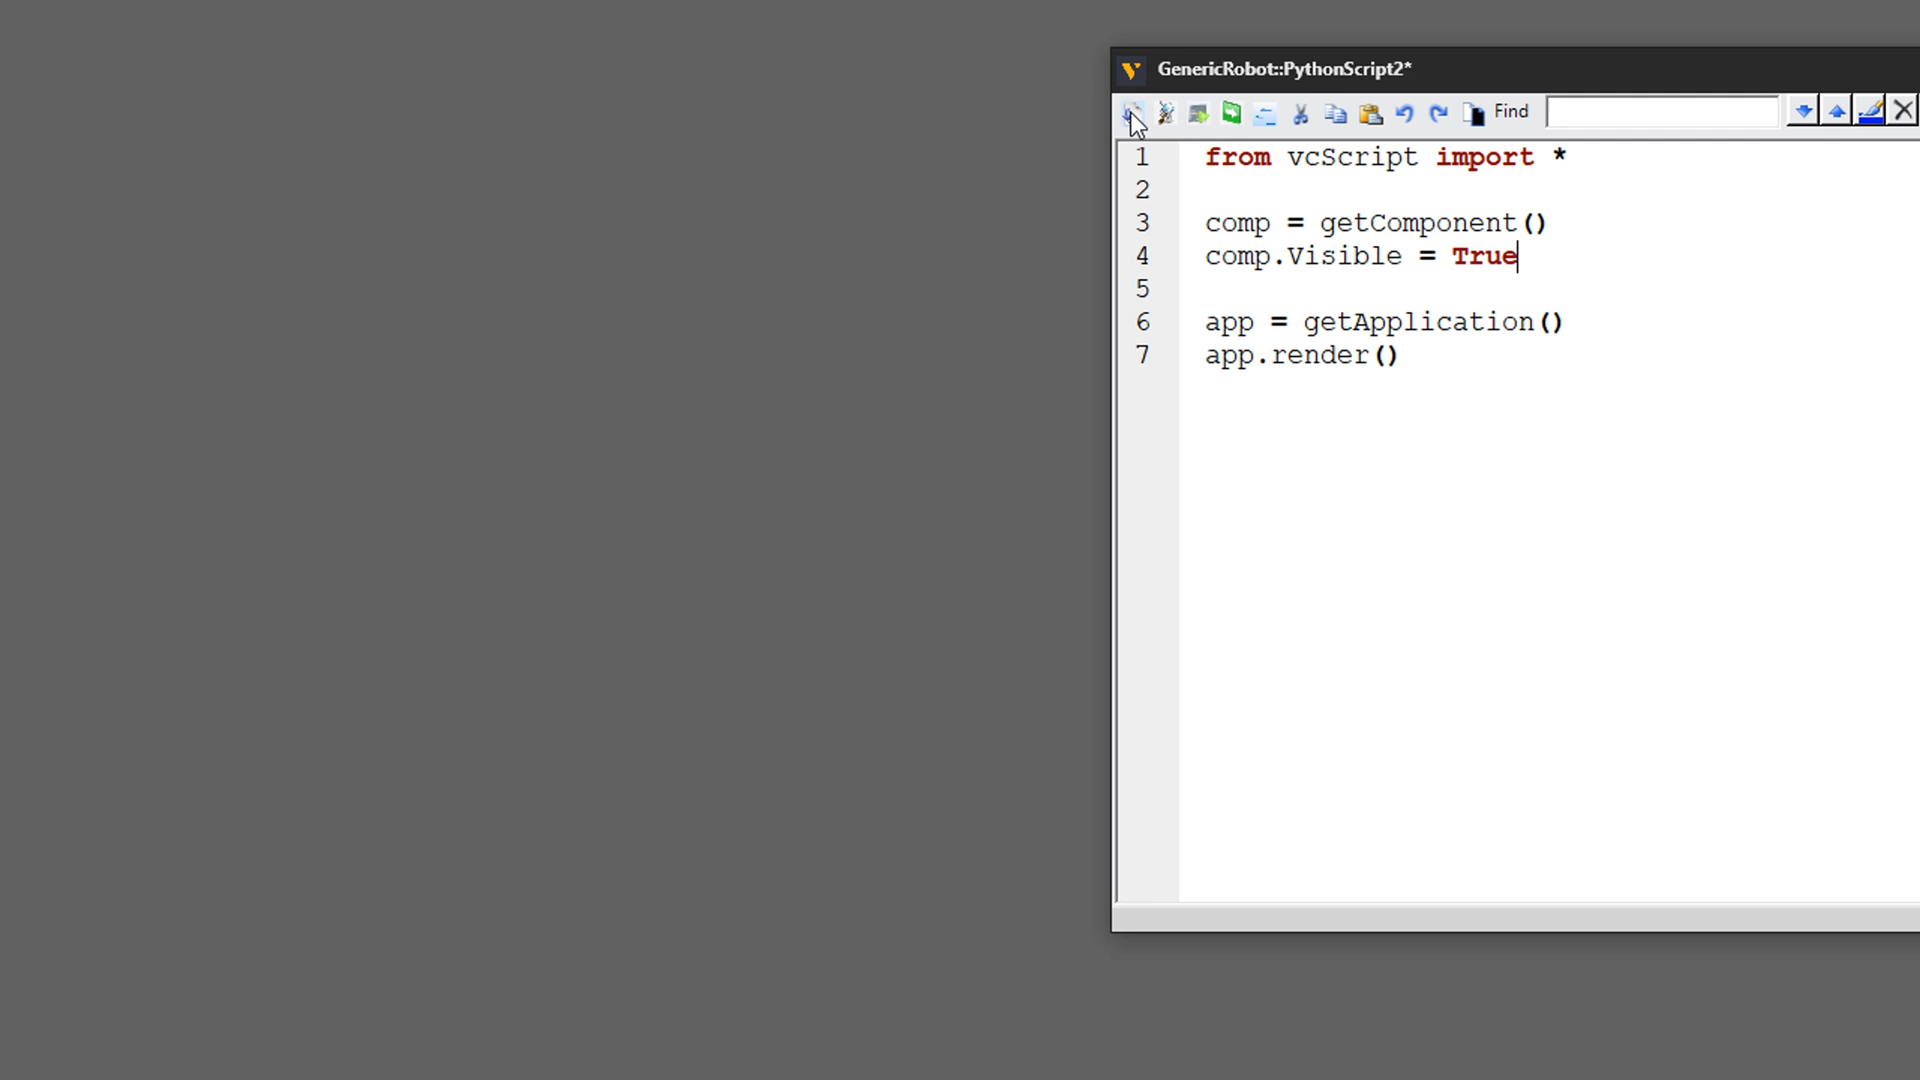 GenericRobot::PythonScript2*
Find
1 from vcScript import *
2
3 comp = getComponent()
4 comp.Visible = True
5
6 app = getApplication()
7 app.render()